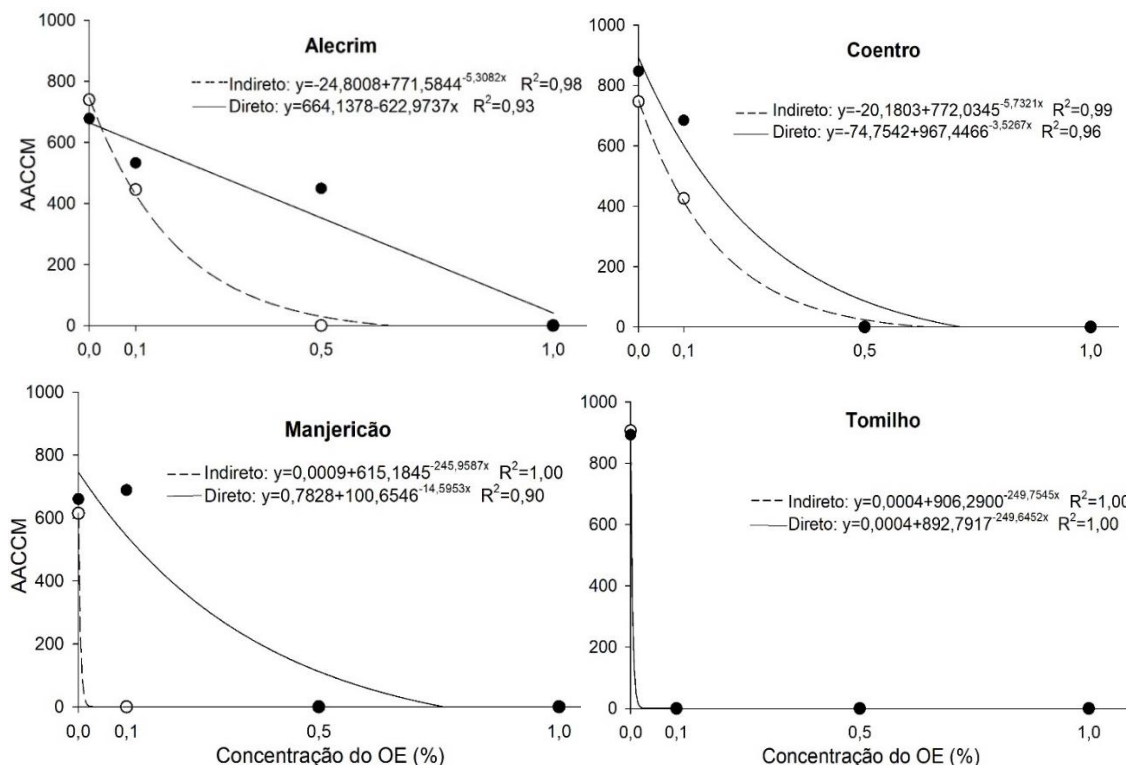 Alecrim
Indireto: y=-24,8008+771,5844-5,3082x R2=0,98
Direto: y=664,1378-622,9737x R2=0,93
AACCM
1000
800
600
400
200
0
0,0 0,1 0,5 1,0
Coentro
Indireto: y=-20,1803+772,0345-5,7321x R2=0,99
Direto: y=-74,7542+967,4466-3,5267x R2=0,96
1000
800
600
400
200
0
0,0 0,1 0,5 1,0
Manjericão
Indireto: y=0,0009+615,1845-245,9587x R2=1,00
Direto: y=0,7828+100,6546-14,5953x R2=0,90
AACCM
1000
800
600
400
200
0
0,0 0,1 0,5 1,0
Concentração do OE (%)
Tomilho
Indireto: y=0,0004+906,2900-249,7545x R2=1,00
Direto: y=0,0004+892,7917-249,6452x R2=1,00
1000
800
600
400
200
0
0,0 0,1 0,5 1,0
Concentração do OE (%)